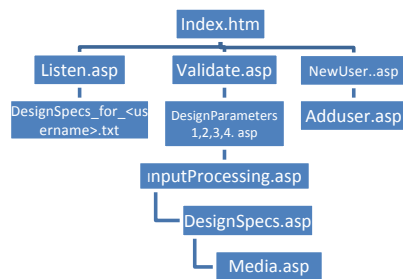 Index.htm
Listen.asp
Validate.asp
NewUser..asp
DesignSpecs_for_<us
ername>.txt
DesignParameters
1,2,3,4. asp
Adduser.asp
InputProcessing.asp
DesignSpecs.asp
Media.asp